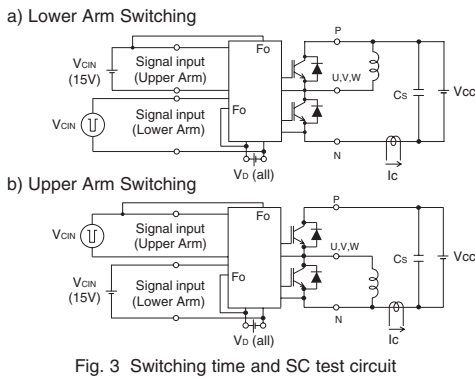 a) Lower Arm Switching
P
Fo
VCIN
(15V)
Signal input
(Upper Arm)
U,V,W
CS
Vcc
Signal input
(Lower Arm)
Fo
VCIN
N
Ic
VD (all)
b) Upper Arm Switching
P
Fo
VCIN
Signal input
(Upper Arm)
U,V,W
CS
Vcc
VCIN
(15V)
Signal input
(Lower Arm)
Fo
N
Ic
VD (all)
Fig. 3 Switching time and SC test circuit